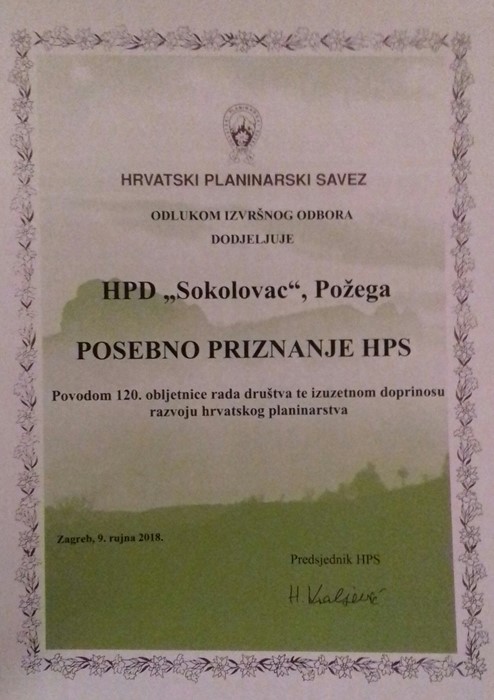 HRVATSKI PLANINARSKI SAVEZ
ODLUKOM IZVRŠNOG ODBORA
DODJELJUJE
HPD „Sokolovac“, Požega
POSEBNO PRIZNANJE HPS
Povodom 120. obljetnice rada društva te izuzetnom doprinosu
razvoju hrvatskog planinarstva
Zagreb, 9. rujna 2018.
Predsjednik HPS
H. Kraljević